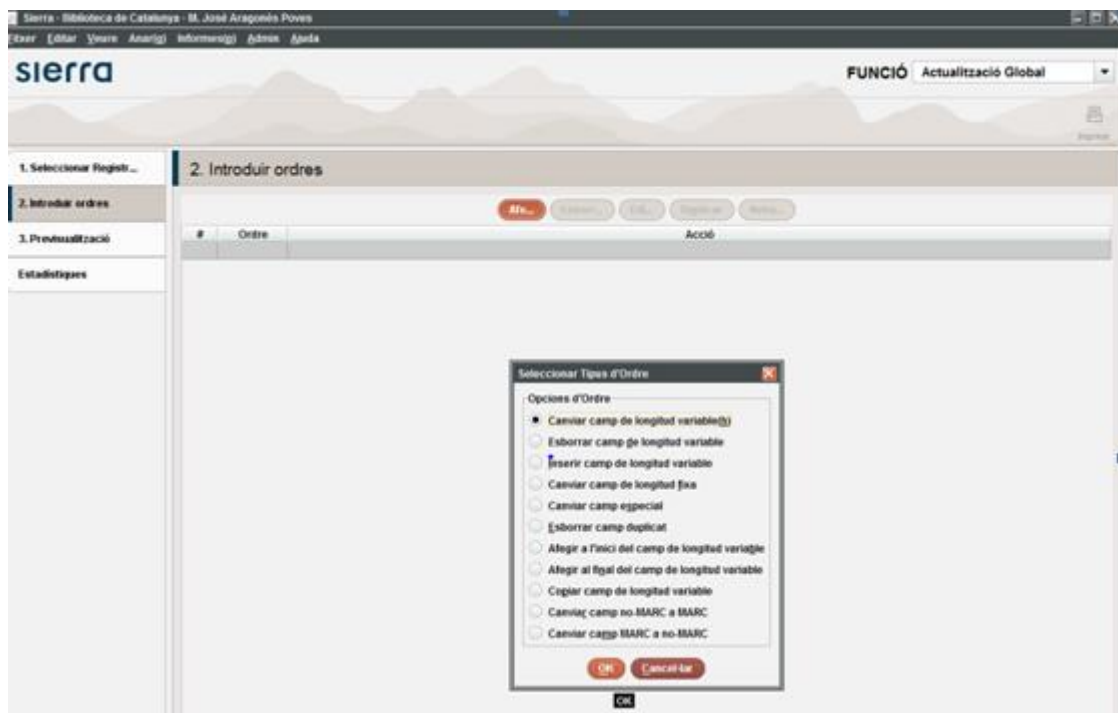 Sierra - Biblioteca de Catalunya - M. José Aragonés Poves
Editar Veure Anar(g) Informes(g) Admin Ajuda
sierra
FUNCIÓ Actualització Global
1. Seleccionar Registr...
2. Introduir ordres
2. Introduir ordres
3. Previsualització
Estadístiques
Afe...
# Ordre Acció
Seleccionar Tipus d'Ordre
Opcions d'Ordre
Canviar camp de longitud variable(h)
Esborrar camp de longitud variable
Inserir camp de longitud variable
Canviar camp de longitud fixa
Canviar camp especial
Esborrar camp duplicat
Afegir a l'inici del camp de longitud variable
Afegir al final del camp de longitud variable
Copiar camp de longitud variable
Canviar camp no-MARC a MARC
Canviar camp MARC a no-MARC
OK Cancel·lar
OK